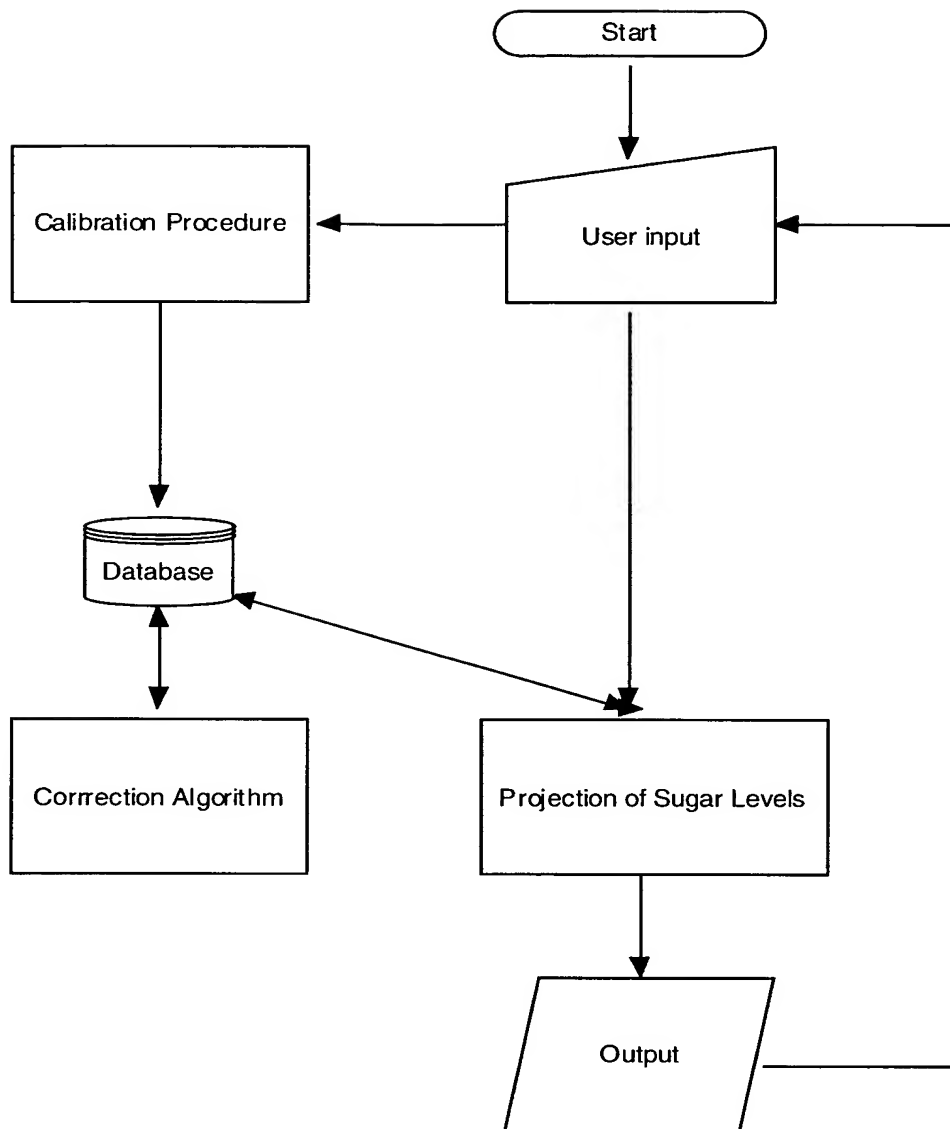 Start
Calibration Procedure
User input
Database
Corrrection Algorithm
Projection of Sugar Levels
Output